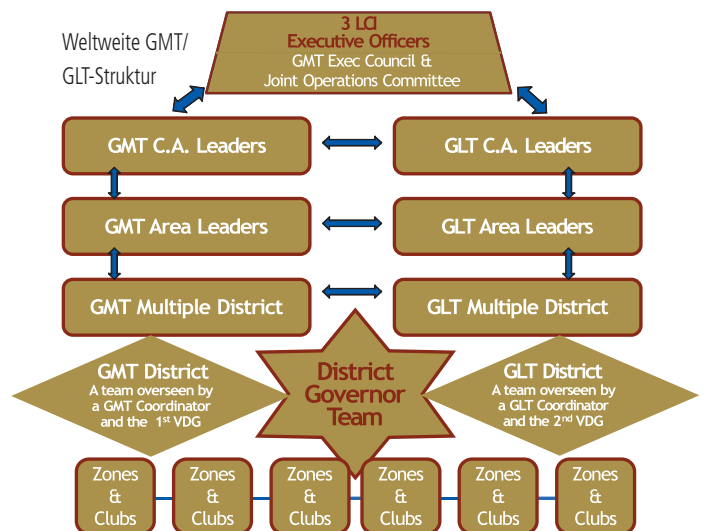 Weltweite GMT/
GLT-Struktur
3 LCI
Executive Officers
GMT Exec Council &
Joint Operations Committee
GMT C.A. Leaders
GLT C.A. Leaders
GMT Area Leaders
GLT Area Leaders
GMT Multiple District
GLT Multiple District
GMT District
A team overseen by
a GMT Coordinator
and the 1st VDG
District
Governor
Team
GLT District
A team overseen by
a GLT Coordinator
and the 2nd VDG
Zones
&
Clubs
Zones
&
Clubs
Zones
&
Clubs
Zones
&
Clubs
Zones
&
Clubs
Zones
&
Clubs